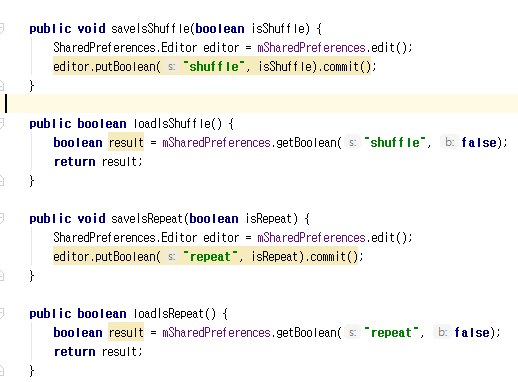 public void saveIsShuffle(boolean isShuffle) {
SharedPreferences.Editor editor = mSharedPreferences.edit();
editor.putBoolean( s: "shuffle", isShuffle).commit();
}
public boolean loadIsShuffle() {
boolean result = mSharedPreferences.getBoolean( s: "shuffle", b: false);
return result;
}
public void saveIsRepeat(boolean isRepeat) {
SharedPreferences.Editor editor = mSharedPreferences.edit();
editor.putBoolean( s: "repeat", isRepeat).commit();
}
public boolean loadIsRepeat() {
boolean result = mSharedPreferences.getBoolean( s: "repeat", b: false);
return result;
}